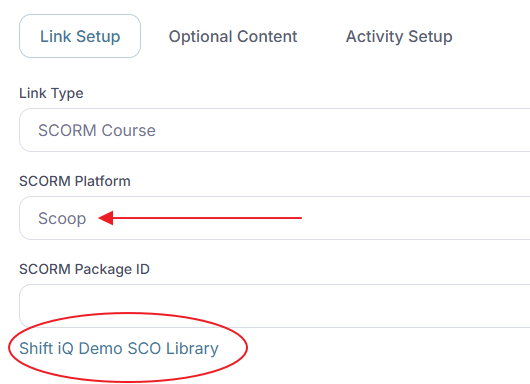 Link Setup Optional Content Activity Setup
Link Type
SCORM Course
SCORM Platform
Scoop
SCORM Package ID
Shift iQ Demo SCO Library